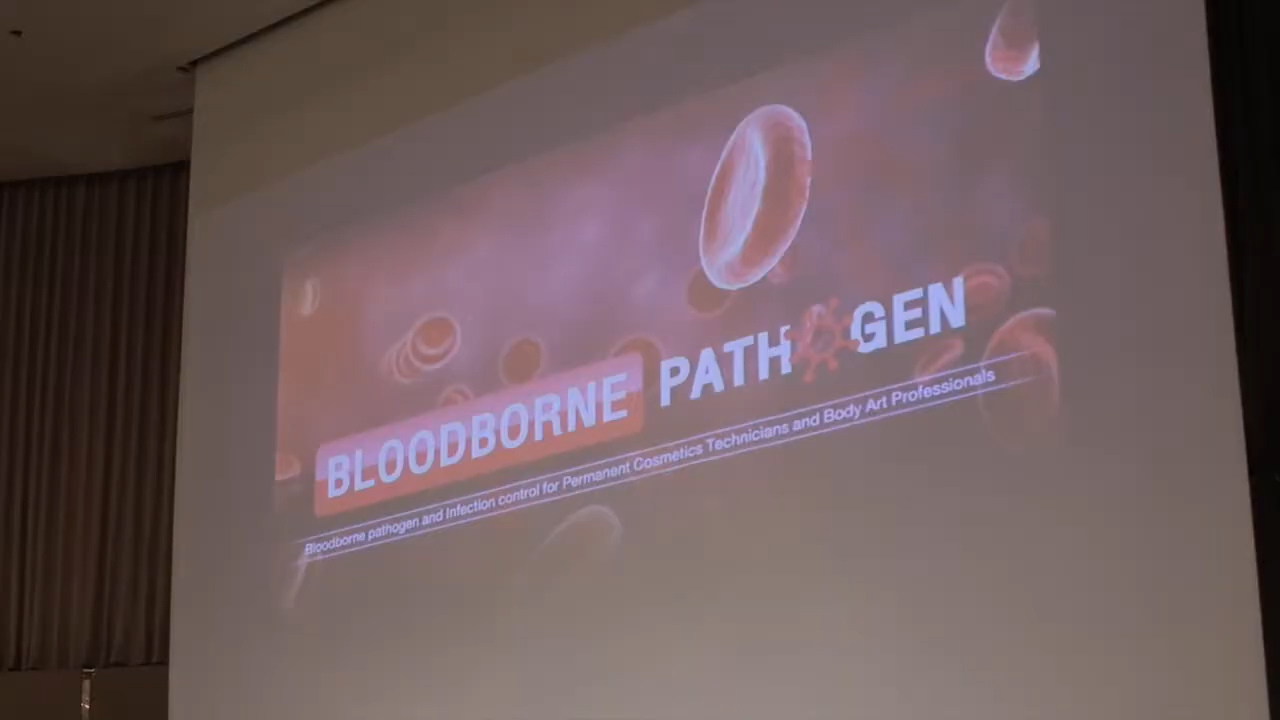 BLOODBORNE PATHOGEN
Bloodborne pathogen and Infection control for Permanent Cosmetics Technicians and Body Art Professionals